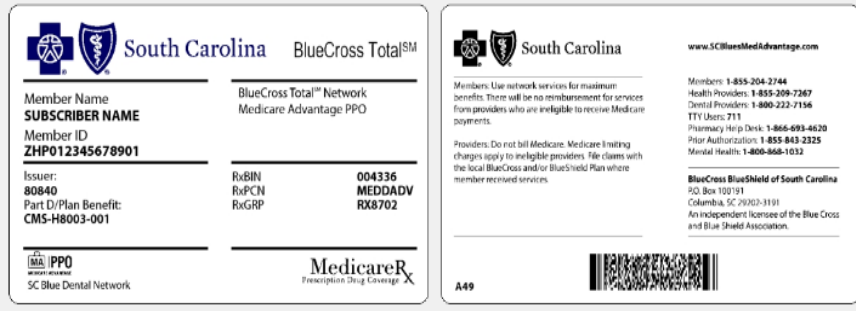 South Carolina
BlueCross Total℠
Member Name
SUBSCRIBER NAME
Member ID
ZHP012345678901
BlueCross Total℠ Network
Medicare Advantage PPO
Issuer:
80840
Part D/Plan Benefit:
CMS-H8003-001
RxBIN 004336
RxPCN MEDDADV
RxGRP RX8702
MA PPO
MEDICARE ADVANTAGE
SC Blue Dental Network
MedicareRx
Prescription Drug Coverage
South Carolina
www.SCBluesMedAdvantage.com
Members: Use network services for maximum
benefits. There will be no reimbursement for services
from providers who are ineligible to receive Medicare
payments.
Providers: Do not bill Medicare. Medicare limiting
charges apply to ineligible providers. File claims with
the local BlueCross and/or BlueShield Plan where
member received services.
Members: 1-855-204-2744
Health Providers: 1-855-209-7267
Dental Providers: 1-800-222-7156
TTY Users: 711
Pharmacy Help Desk: 1-866-693-4620
Prior Authorization: 1-855-843-2325
Mental Health: 1-800-868-1032
BlueCross BlueShield of South Carolina
P.O. Box 100191
Columbia, SC 29202-3191
An independent licensee of the Blue Cross
and Blue Shield Association.
A49